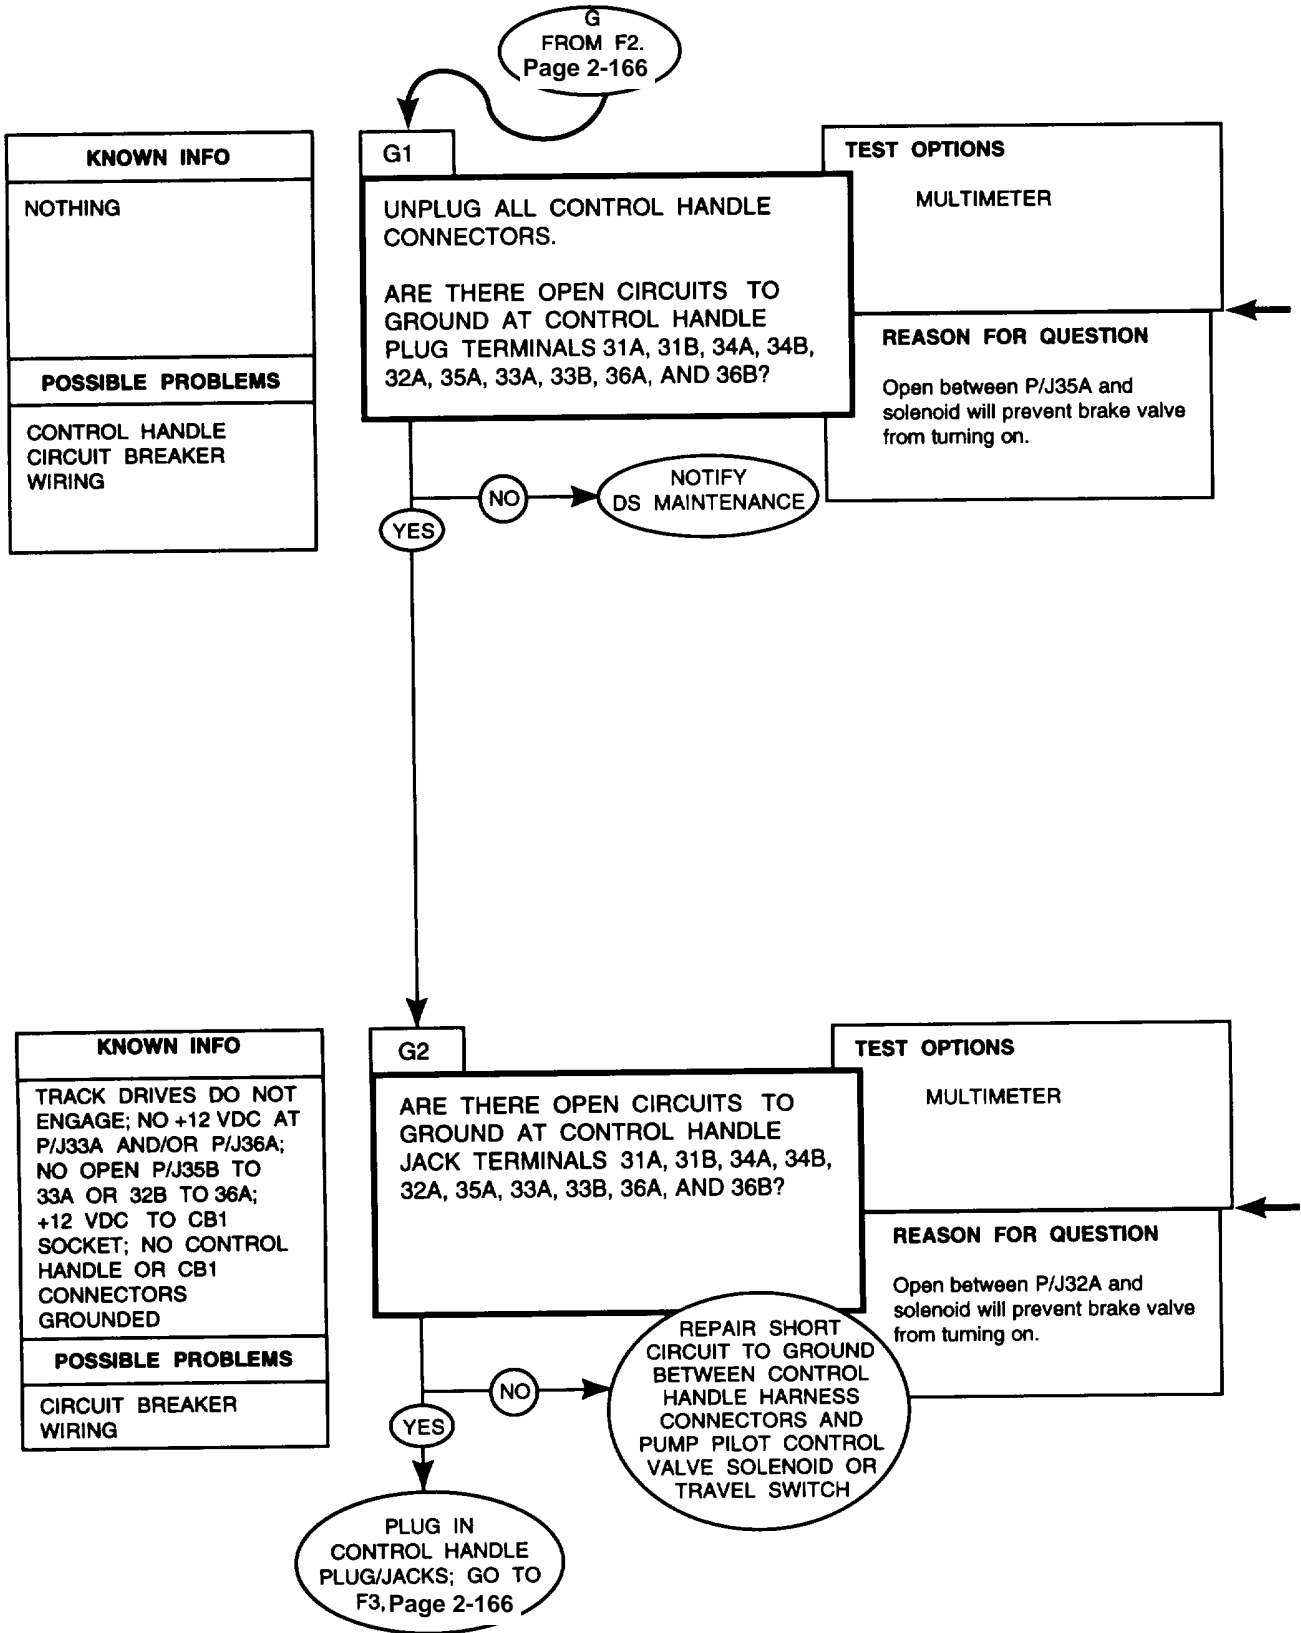 G
FROM F2.
Page 2-166
KNOWN INFO
NOTHING
POSSIBLE PROBLEMS
CONTROL HANDLE
CIRCUIT BREAKER
WIRING
G1
UNPLUG ALL CONTROL HANDLE
CONNECTORS.
ARE THERE OPEN CIRCUITS TO
GROUND AT CONTROL HANDLE
PLUG TERMINALS 31A, 31B, 34A, 34B,
32A, 35A, 33A, 33B, 36A, AND 36B?
TEST OPTIONS
MULTIMETER
REASON FOR QUESTION
Open between P/J35A and
solenoid will prevent brake valve
from turning on.
NO
NOTIFY
DS MAINTENANCE
YES
KNOWN INFO
TRACK DRIVES DO NOT
ENGAGE; NO +12 VDC AT
P/J33A AND/OR P/J36A;
NO OPEN P/J35B TO
33A OR 32B TO 36A;
+12 VDC TO CB1
SOCKET; NO CONTROL
HANDLE OR CB1
CONNECTORS
GROUNDED
POSSIBLE PROBLEMS
CIRCUIT BREAKER
WIRING
G2
ARE THERE OPEN CIRCUITS TO
GROUND AT CONTROL HANDLE
JACK TERMINALS 31A, 31B, 34A, 34B,
32A, 35A, 33A, 33B, 36A, AND 36B?
TEST OPTIONS
MULTIMETER
REASON FOR QUESTION
Open between P/J32A and
solenoid will prevent brake valve
from turning on.
NO
REPAIR SHORT
CIRCUIT TO GROUND
BETWEEN CONTROL
HANDLE HARNESS
CONNECTORS AND
PUMP PILOT CONTROL
VALVE SOLENOID OR
TRAVEL SWITCH
YES
PLUG IN
CONTROL HANDLE
PLUG/JACKS; GO TO
F3, Page 2-166